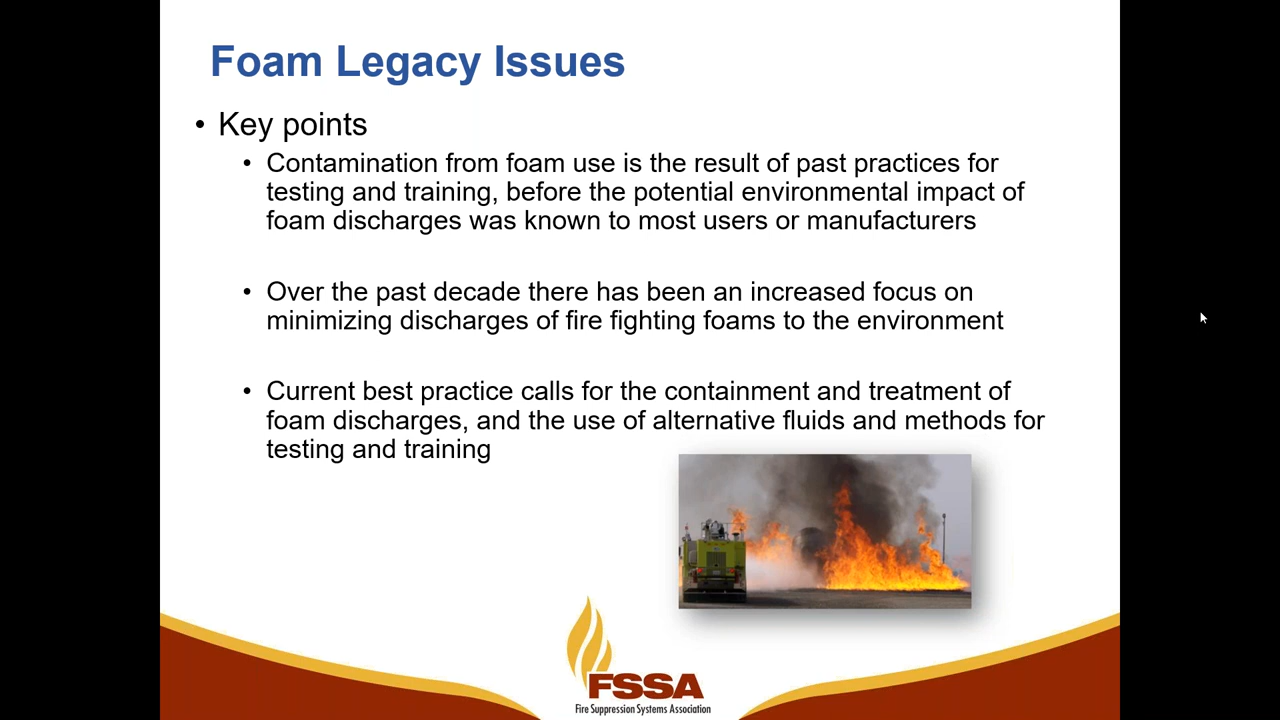 Foam Legacy Issues
• Key points
• Contamination from foam use is the result of past practices for
testing and training, before the potential environmental impact of
foam discharges was known to most users or manufacturers
• Over the past decade there has been an increased focus on
minimizing discharges of fire fighting foams to the environment
• Current best practice calls for the containment and treatment of
foam discharges, and the use of alternative fluids and methods for
testing and training
FSSA
Fire Suppression Systems Association